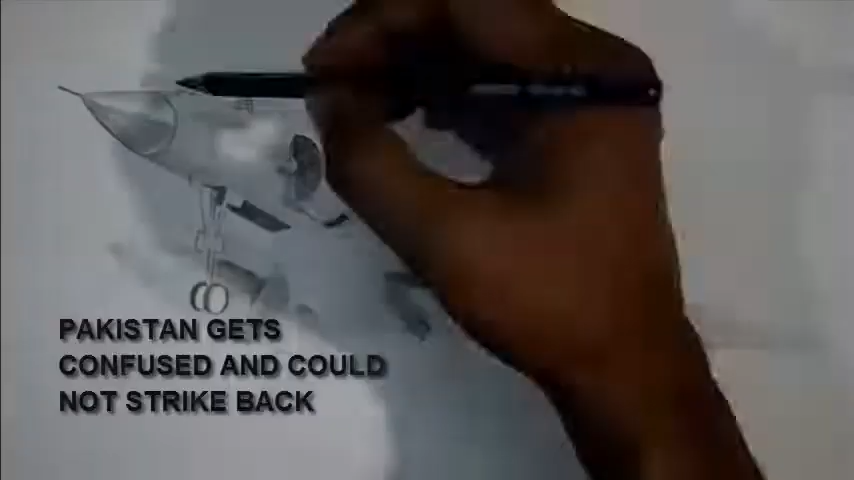 PAKISTAN GETS
CONFUSED AND COULD
NOT STRIKE BACK